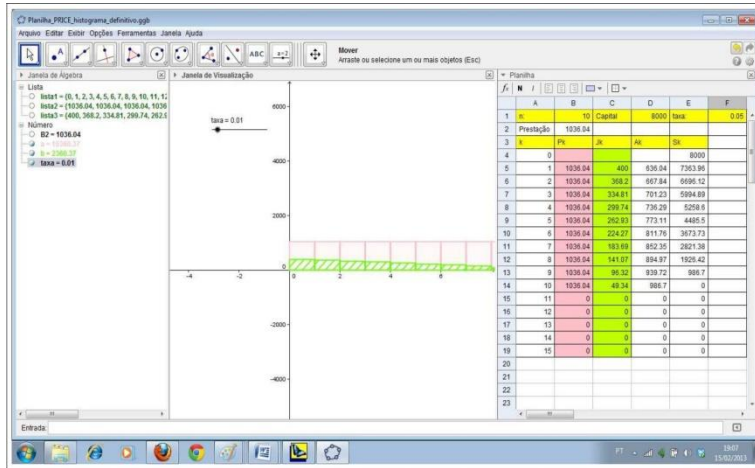 Planilha_PRICE_histograma_definitivo.ggb
Arquivo Editar Exibir Opções Ferramentas Janela Ajuda
ABC a=2
Mover
Arraste ou selecione um ou mais objetos (Esc)
Janela de Álgebra
Janela de Visualização
Planilha
Lista
lista1 = {0, 1, 2, 3, 4, 5, 6, 7, 8, 9, 10, 11, 12
lista2 = {1036.04, 1036.04, 1036.04, 1036
lista3 = {400, 368.2, 334.81, 299.74, 262.9
Número
B2 = 1036.04
b = 2360.37
taxa = 0.01
taxa = 0.01
6000
4000
2000
0
-2000
-4000
-4 -2 0 2 4 6
A B C D E F
1 n: 10 Capital 8000 taxa: 0.05
2 Prestação 1036.04
3 k Pk Jk Ak Sk
4 0 8000
5 1 1036.04 400 636.04 7363.96
6 2 1036.04 368.2 667.84 6696.12
7 3 1036.04 334.81 701.23 5994.89
8 4 1036.04 299.74 736.29 5258.6
9 5 1036.04 262.93 773.11 4485.5
10 6 1036.04 224.27 811.76 3673.73
11 7 1036.04 183.69 852.35 2821.38
12 8 1036.04 141.07 894.97 1926.42
13 9 1036.04 96.32 939.72 986.7
14 10 1036.04 49.34 986.7 0
15 11 0 0 0 0
16 12 0 0 0 0
17 13 0 0 0 0
18 14 0 0 0 0
19 15 0 0 0 0
20
21
22
23
Entrada:
PT
19:07
15/02/2013